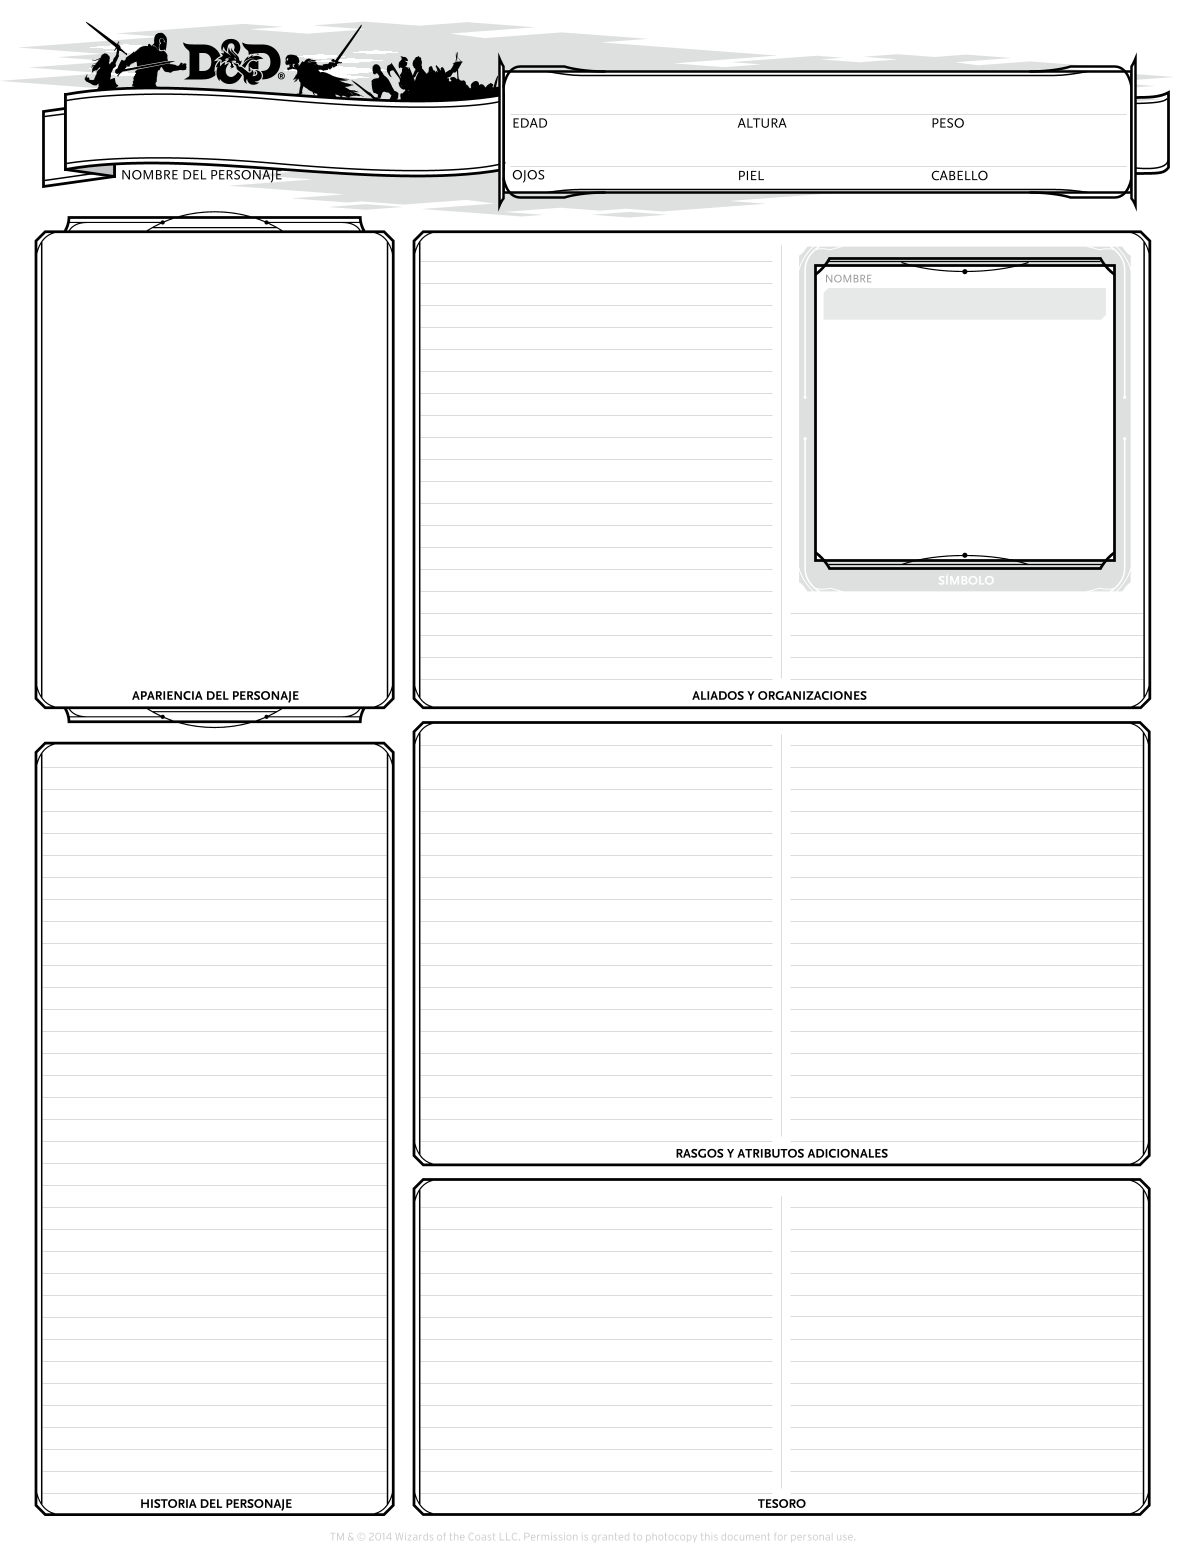 D&D®
EDAD ALTURA PESO
NOMBRE DEL PERSONAJE
OJOS PIEL CABELLO
NOMBRE
SÍMBOLO
APARIENCIA DEL PERSONAJE
ALIADOS Y ORGANIZACIONES
RASGOS Y ATRIBUTOS ADICIONALES
HISTORIA DEL PERSONAJE
TESORO
TM & © 2014 Wizards of the Coast LLC. Permission is granted to photocopy this document for personal use.